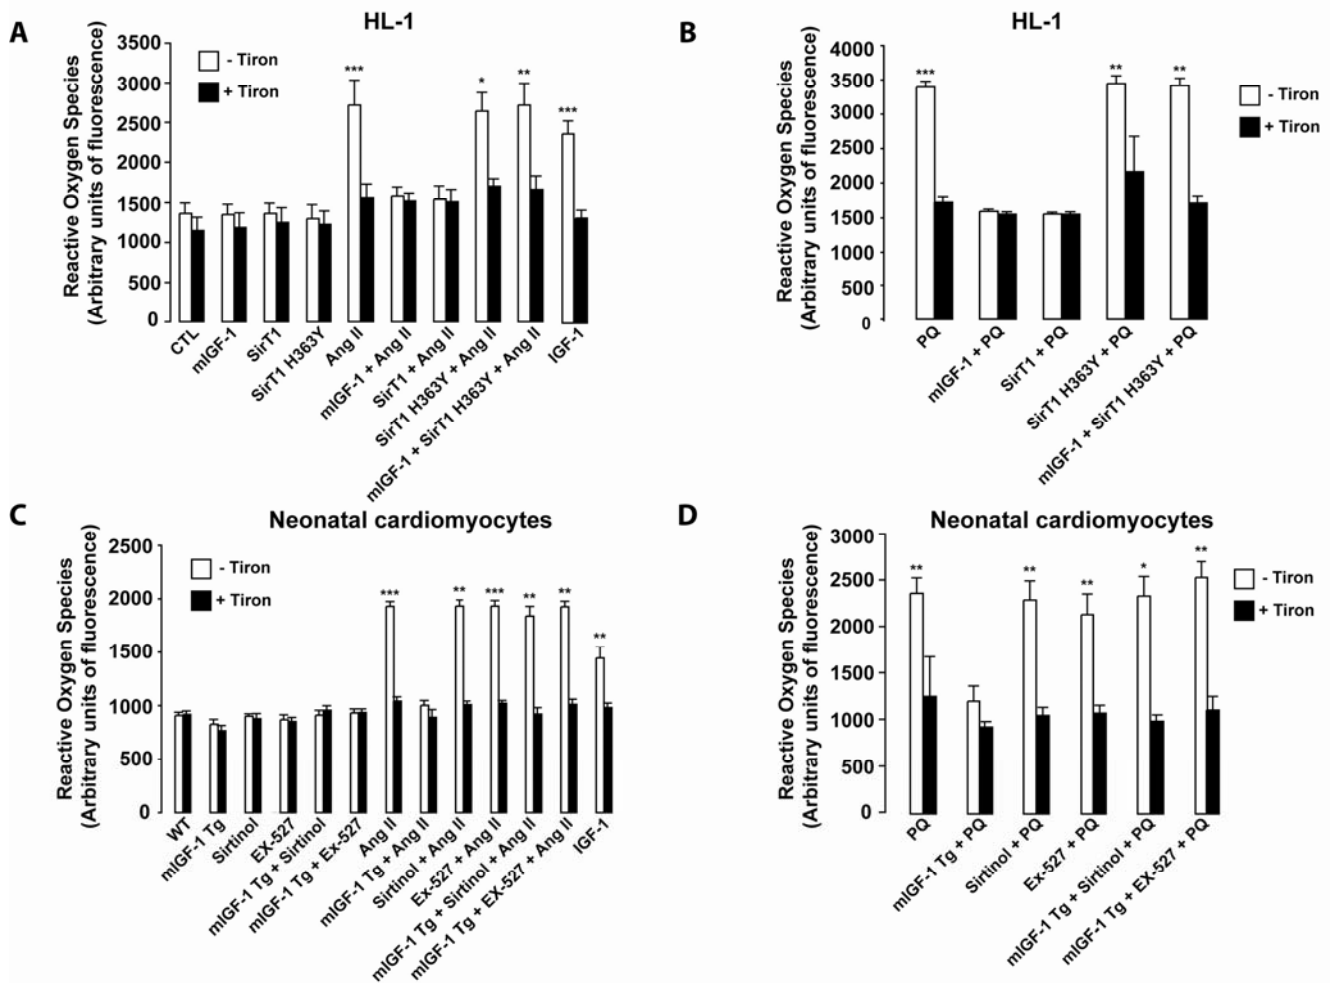 A
HL-1
Reactive Oxygen Species
(Arbitrary units of fluorescence)
3500
3000
2500
2000
1500
1000
500
0
- Tiron
+ Tiron
***
*
**
***
CTL
mIGF-1
SirT1
SirT1 H363Y
Ang II
mIGF-1 + Ang II
SirT1 + Ang II
SirT1 H363Y + Ang II
mIGF-1 + SirT1 H363Y + Ang II
IGF-1
B
HL-1
Reactive Oxygen Species
(Arbitrary units of fluorescence)
4000
3500
3000
2500
2000
1500
1000
500
0
- Tiron
+ Tiron
***
**
**
PQ
mIGF-1 + PQ
SirT1 + PQ
SirT1 H363Y + PQ
mIGF-1 + SirT1 H363Y + PQ
C
Neonatal cardiomyocytes
Reactive Oxygen Species
(Arbitrary units of fluorescence)
2500
2000
1500
1000
500
0
- Tiron
+ Tiron
***
**
***
**
**
**
WT
mIGF-1 Tg
Sirtinol
EX-527
mIGF-1 Tg + Sirtinol
mIGF-1 Tg + Ex-527
Ang II
mIGF-1 Tg + Ang II
Sirtinol + Ang II
Ex-527 + Ang II
mIGF-1 Tg + Sirtinol + Ang II
mIGF-1 Tg + EX-527 + Ang II
IGF-1
D
Neonatal cardiomyocytes
Reactive Oxygen Species
(Arbitrary units of fluorescence)
3000
2500
2000
1500
1000
500
0
- Tiron
+ Tiron
**
**
**
*
**
PQ
mIGF-1 Tg + PQ
Sirtinol + PQ
Ex-527 + PQ
mIGF-1 Tg + Sirtinol + PQ
mIGF-1 Tg + EX-527 + PQ